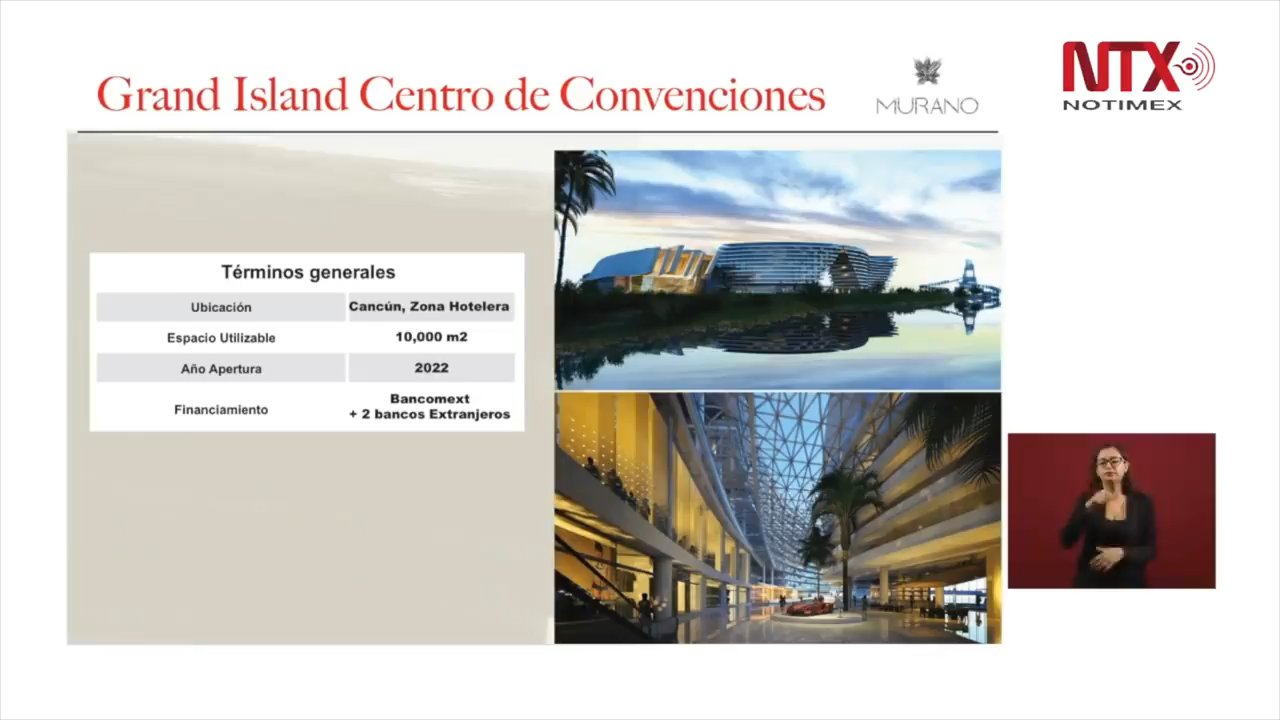 Grand Island Centro de Convenciones
MURANO
NTX
NOTIMEX
Términos generales
Ubicación Cancún, Zona Hotelera
Espacio Utilizable 10,000 m2
Año Apertura 2022
Financiamiento Bancomext
+ 2 bancos Extranjeros